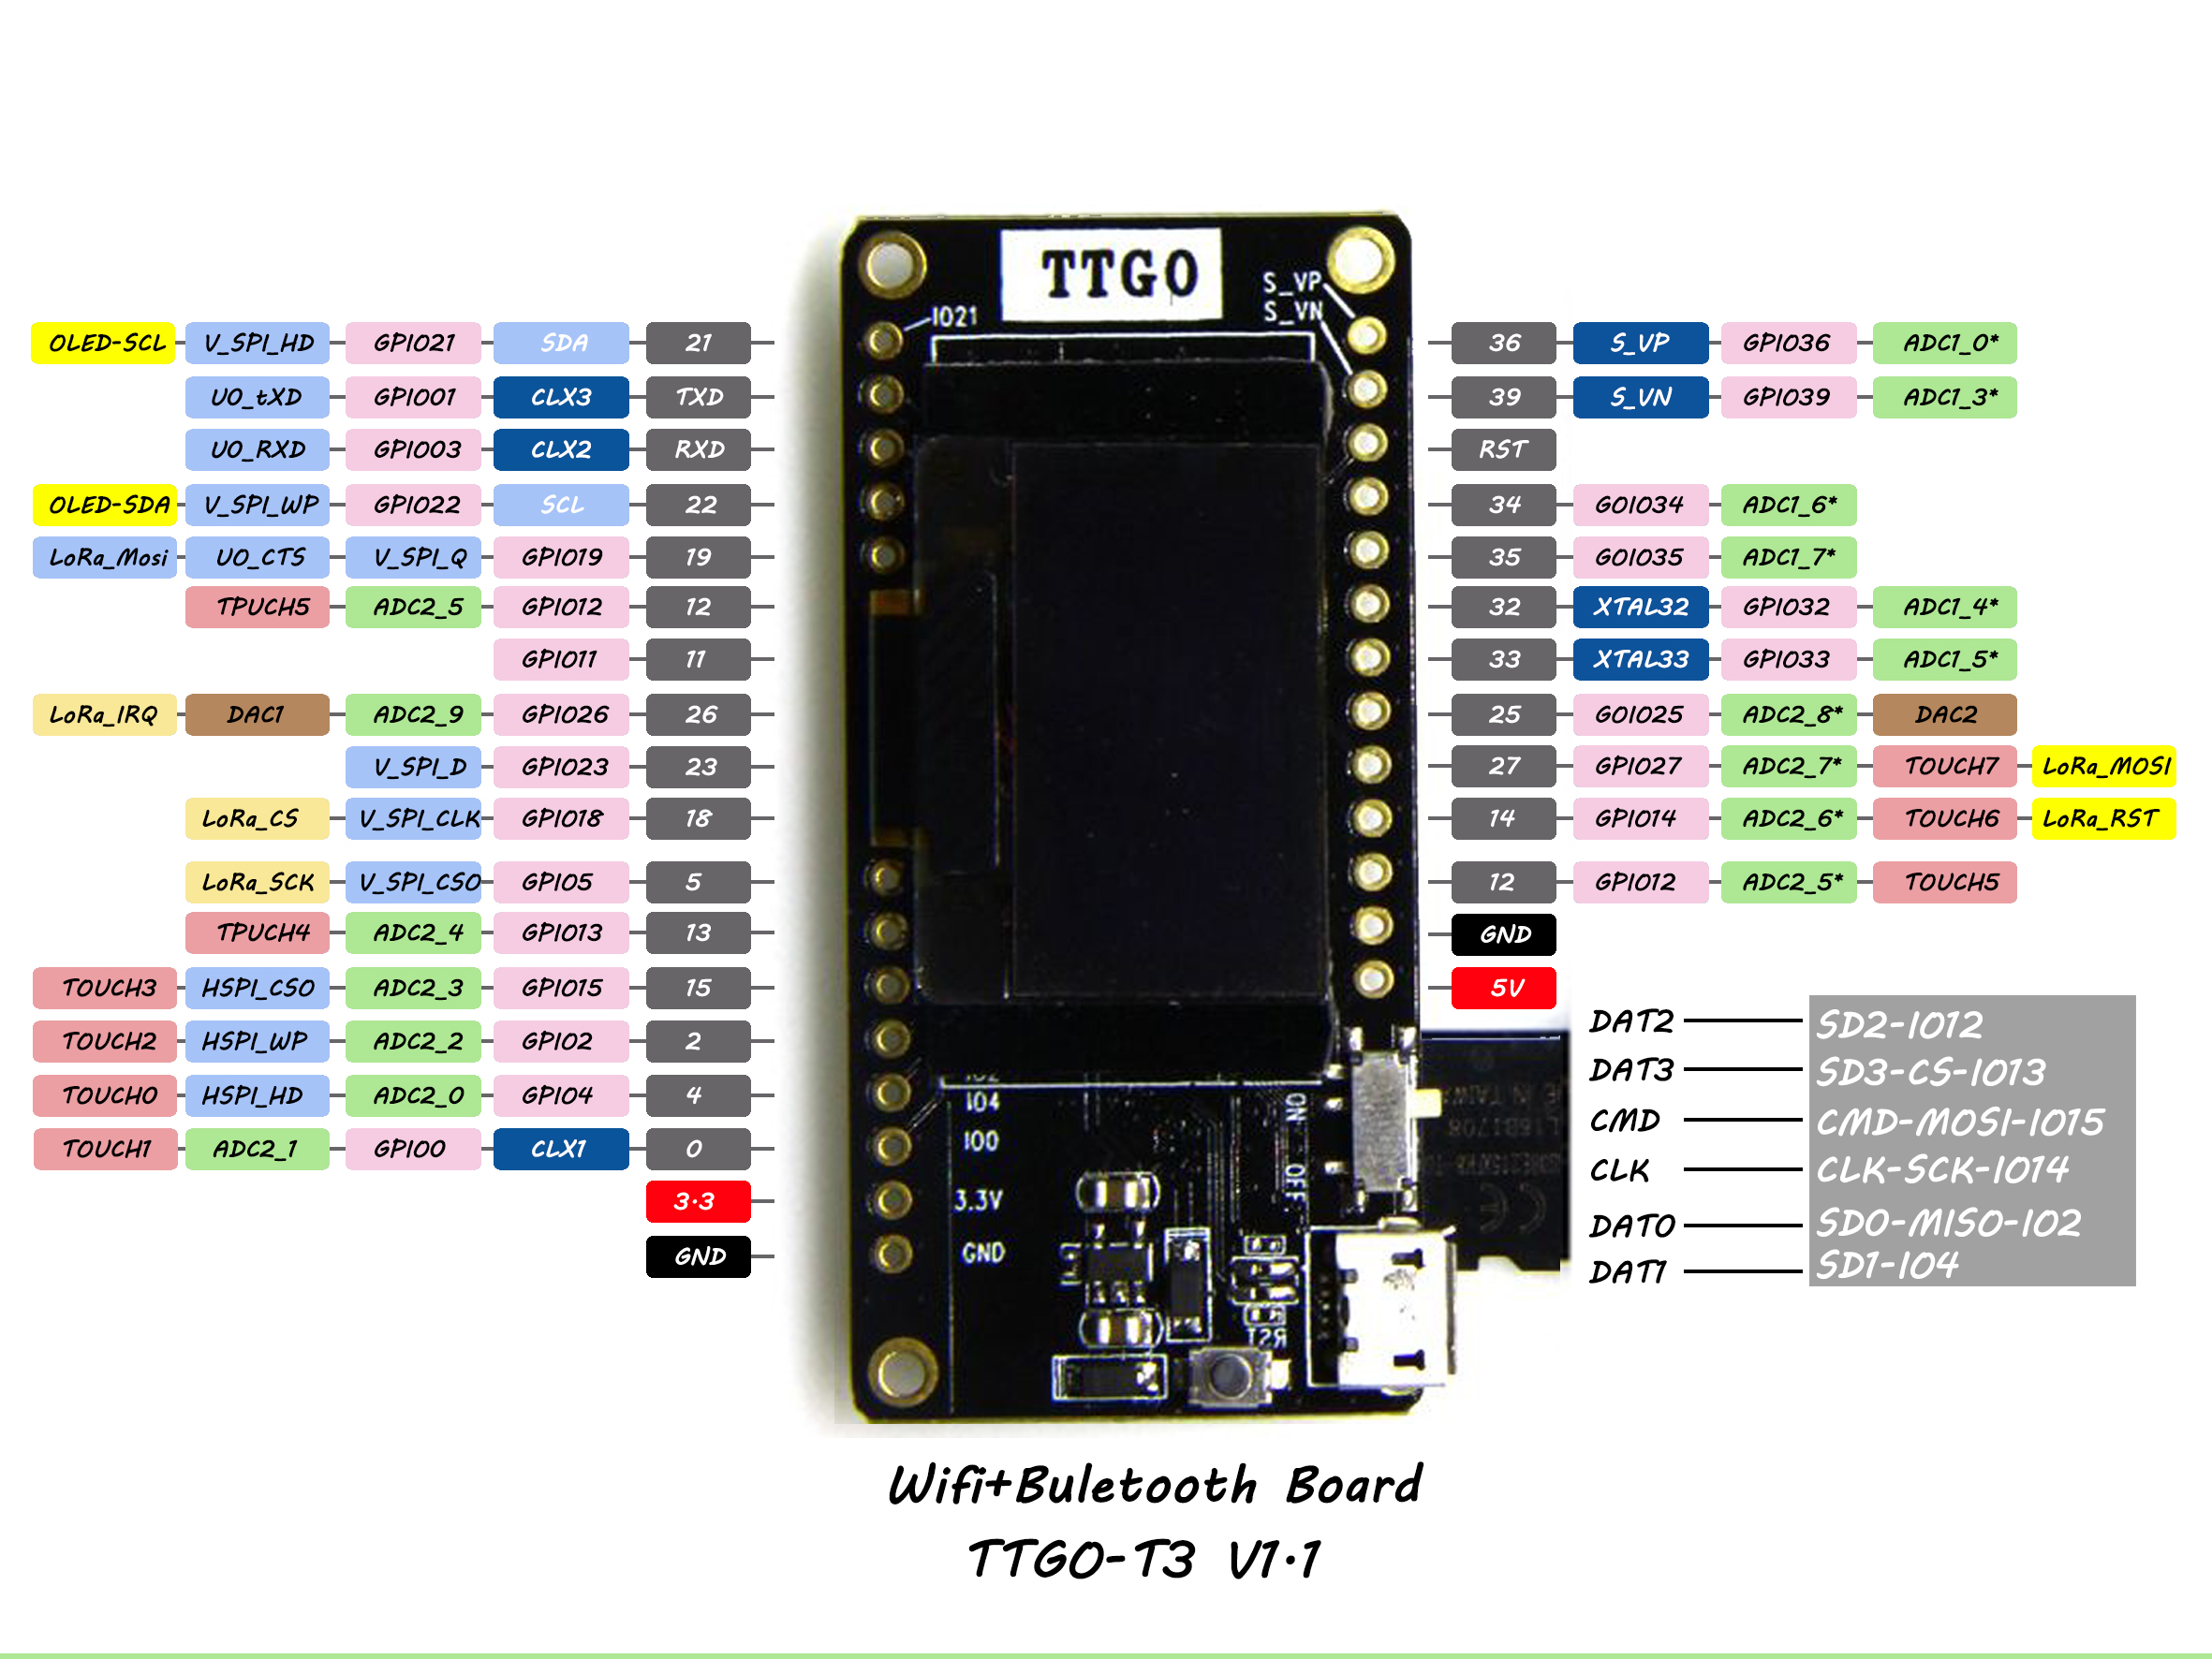 TTGO
S_VP
S_VN
IO21
OLED-SCL V_SPI_HD GPIO21 SDA 21
UO_tXD GPIO01 CLX3 TXD
UO_RXD GPIO03 CLX2 RXD
OLED-SDA V_SPI_WP GPIO22 SCL 22
LoRa_Mosi UO_CTS V_SPI_Q GPIO19 19
TPUCH5 ADC2_5 GPIO12 12
GPIO11 11
LoRa_IRQ DAC1 ADC2_9 GPIO26 26
V_SPI_D GPIO23 23
LoRa_CS V_SPI_CLK GPIO18 18
LoRa_SCK V_SPI_CSO GPIO5 5
TPUCH4 ADC2_4 GPIO13 13
TOUCH3 HSPI_CSO ADC2_3 GPIO15 15
TOUCH2 HSPI_WP ADC2_2 GPIO2 2
TOUCH0 HSPI_HD ADC2_0 GPIO4 4
TOUCH1 ADC2_1 GPIO0 CLX1 0
3.3
GND
36 S_VP GPIO36 ADC1_0*
39 S_VN GPIO39 ADC1_3*
RST
34 GOIO34 ADC1_6*
35 GOIO35 ADC1_7*
32 XTAL32 GPIO32 ADC1_4*
33 XTAL33 GPIO33 ADC1_5*
25 GOIO25 ADC2_8* DAC2
27 GPIO27 ADC2_7* TOUCH7 LoRa_MOSI
14 GPIO14 ADC2_6* TOUCH6 LoRa_RST
12 GPIO12 ADC2_5* TOUCH5
GND
5V
DAT2 SD2-IO12
DAT3 SD3-CS-IO13
CMD CMD-MOSI-IO15
CLK CLK-SCK-IO14
DAT0 SD0-MISO-IO2
DAT1 SD1-IO4
IO4
IO0
3.3V
GND
ON
OFF
RST
Wifi+Buletooth Board
TTGO-T3 V1.1